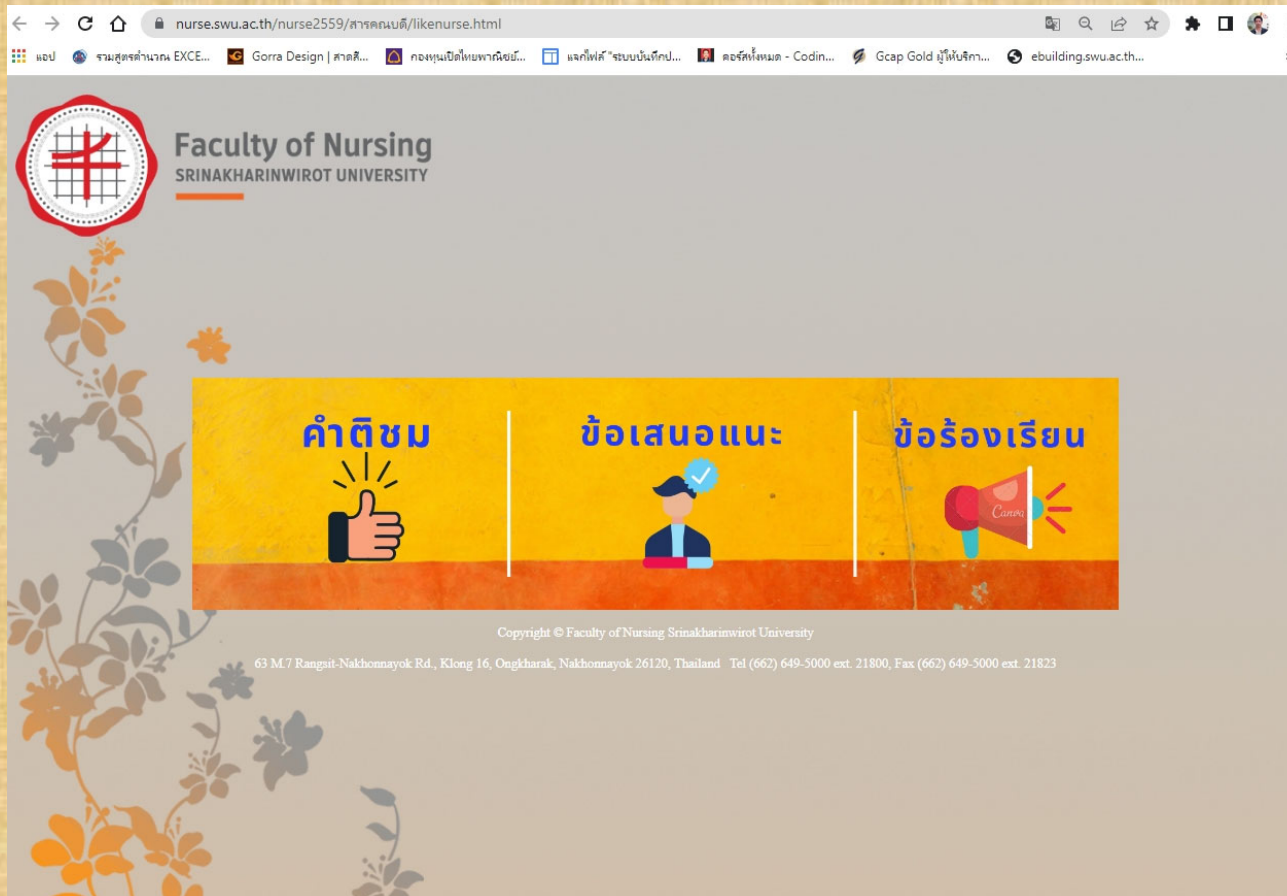 nurse.swu.ac.th/nurse2559/สารคณบดี/likenurse.html
แอป
รวมสูตรคำนวณ EXCE...
Gorra Design | สาดสี...
กองทุนเปิดไทยพาณิชย์...
แจกไฟล์ "ระบบบันทึกป...
คอร์สทั้งหมด - Codin...
Gcap Gold ผู้ให้บริกา...
ebuilding.swu.ac.th...
Faculty of Nursing
SRINAKHARINWIROT UNIVERSITY
คำติชม
ข้อเสนอแนะ
ข้อร้องเรียน
Canva
Copyright © Faculty of Nursing Srinakharinwirot University
63 M.7 Rangsit-Nakhonnayok Rd., Klong 16, Ongkharak, Nakhonnayok 26120, Thailand Tel (662) 649-5000 ext. 21800, Fax (662) 649-5000 ext. 21823